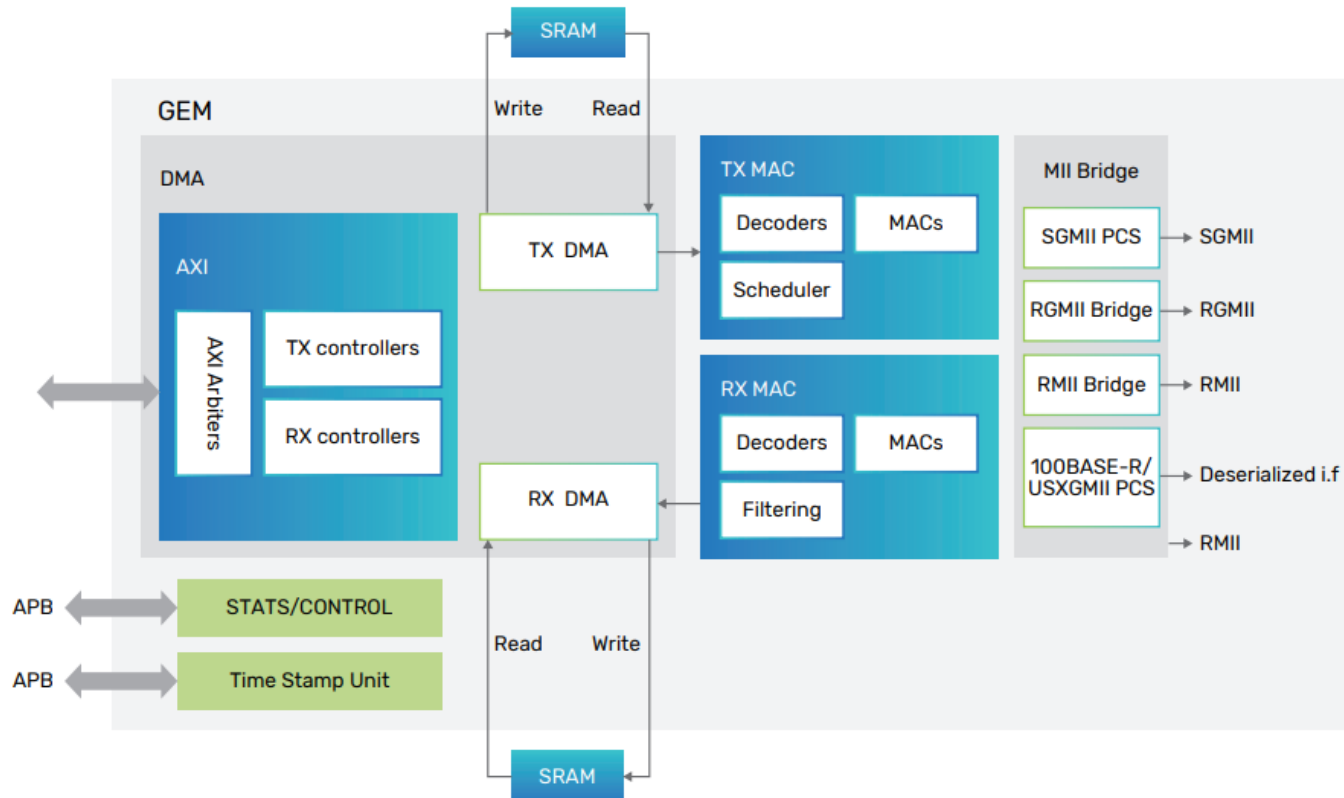 SRAM
GEM
Write
Read
DMA
AXI
AXI Arbiters
TX controllers
RX controllers
TX DMA
RX DMA
TX MAC
Decoders
MACs
Scheduler
RX MAC
Decoders
MACs
Filtering
MII Bridge
SGMII PCS
SGMII
RGMII Bridge
RGMII
RMII Bridge
RMII
100BASE-R/
USXGMII PCS
Deserialized i.f
RMII
APB
STATS/CONTROL
APB
Time Stamp Unit
Read
Write
SRAM